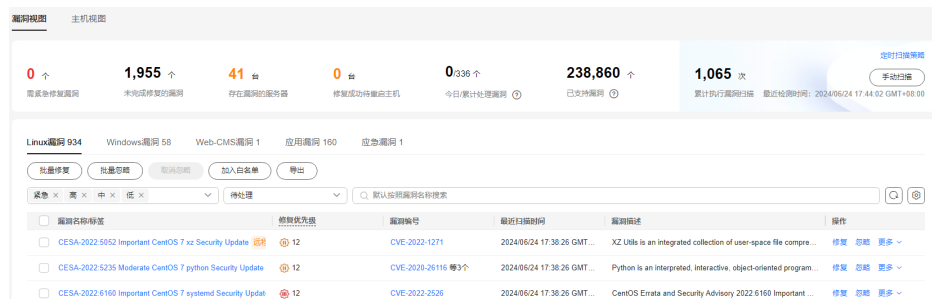 漏洞视图 主机视图
定时扫描策略
0 个 1,955 个 41 台 0 台 0/336 个 238,860 个 1,065 次 手动扫描
需紧急修复漏洞 未完成修复的漏洞 存在漏洞的服务器 修复成功待重启主机 今日/累计处理漏洞 已支持漏洞 累计执行漏洞扫描 最近检测时间：2024/06/24 17:44:02 GMT+08:00
Linux漏洞 934 Windows漏洞 58 Web-CMS漏洞 1 应用漏洞 160 应急漏洞 1
批量修复 批量忽略 取消忽略 加入白名单 导出
紧急 × 高 × 中 × 低 × 待处理 默认按照漏洞名称搜索
漏洞名称/标签 修复优先级 漏洞编号 最近扫描时间 漏洞描述 操作
CESA-2022:5052 Important CentOS 7 xz Security Update 12 CVE-2022-1271 2024/06/24 17:38:26 GMT... XZ Utils is an integrated collection of user-space file compre... 修复 忽略 更多
CESA-2022:5235 Moderate CentOS 7 python Security Update 12 CVE-2020-26116 等3个 2024/06/24 17:38:26 GMT... Python is an interpreted, interactive, object-oriented program... 修复 忽略 更多
CESA-2022:6160 Important CentOS 7 systemd Security Updat 12 CVE-2022-2526 2024/06/24 17:38:26 GMT... CentOS Errata and Security Advisory 2022:6160 Important ... 修复 忽略 更多